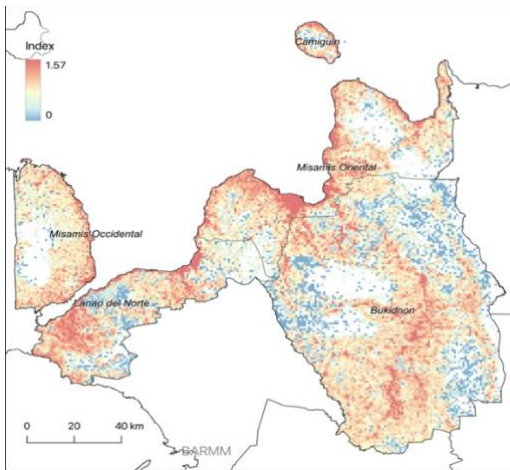 Index
1.57
0
Camiguin
Misamis Oriental
Misamis Occidental
Lanao del Norte
Bukidnon
0 20 40 km
BARMM